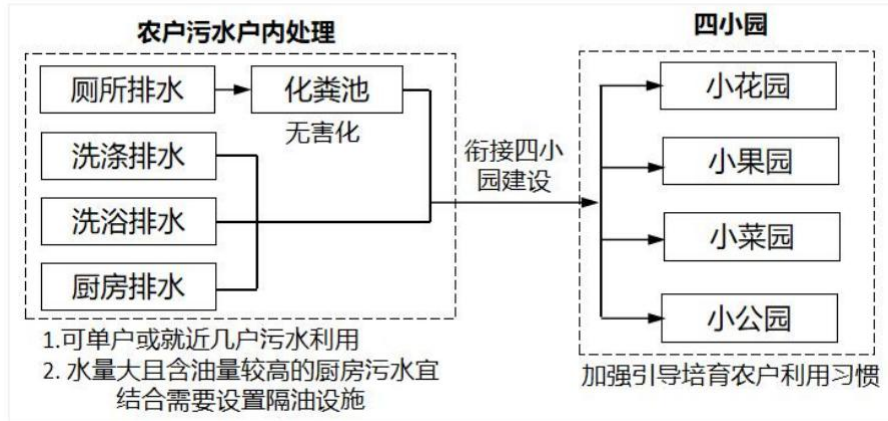 农户污水户内处理
厕所排水
化粪池
无害化
洗涤排水
洗浴排水
厨房排水
1.可单户或就近几户污水利用
2. 水量大且含油量较高的厨房污水宜
结合需要设置隔油设施
衔接四小
园建设
四小园
小花园
小果园
小菜园
小公园
加强引导培育农户利用习惯